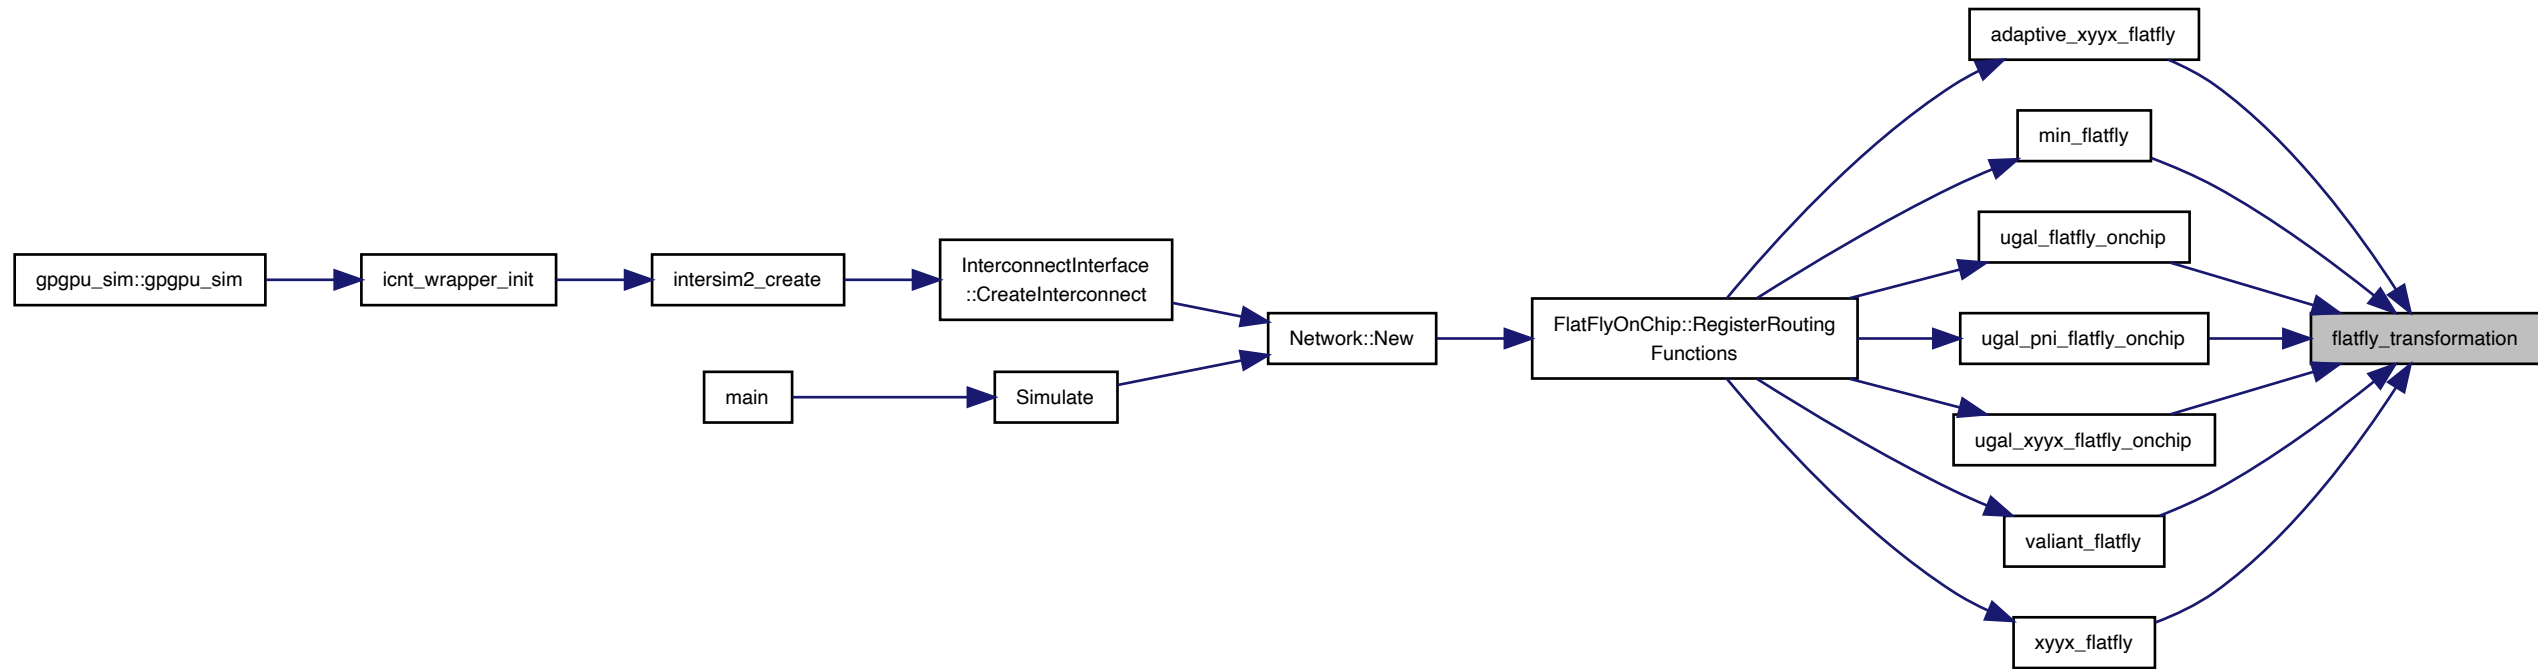 adaptive_xyyx_flatfly
min_flatfly
ugal_flatfly_onchip
gpgpu_sim::gpgpu_sim
icnt_wrapper_init
intersim2_create
InterconnectInterface
::CreateInterconnect
Network::New
FlatFlyOnChip::RegisterRouting
Functions
ugal_pni_flatfly_onchip
flatfly_transformation
main
Simulate
ugal_xyyx_flatfly_onchip
valiant_flatfly
xyyx_flatfly